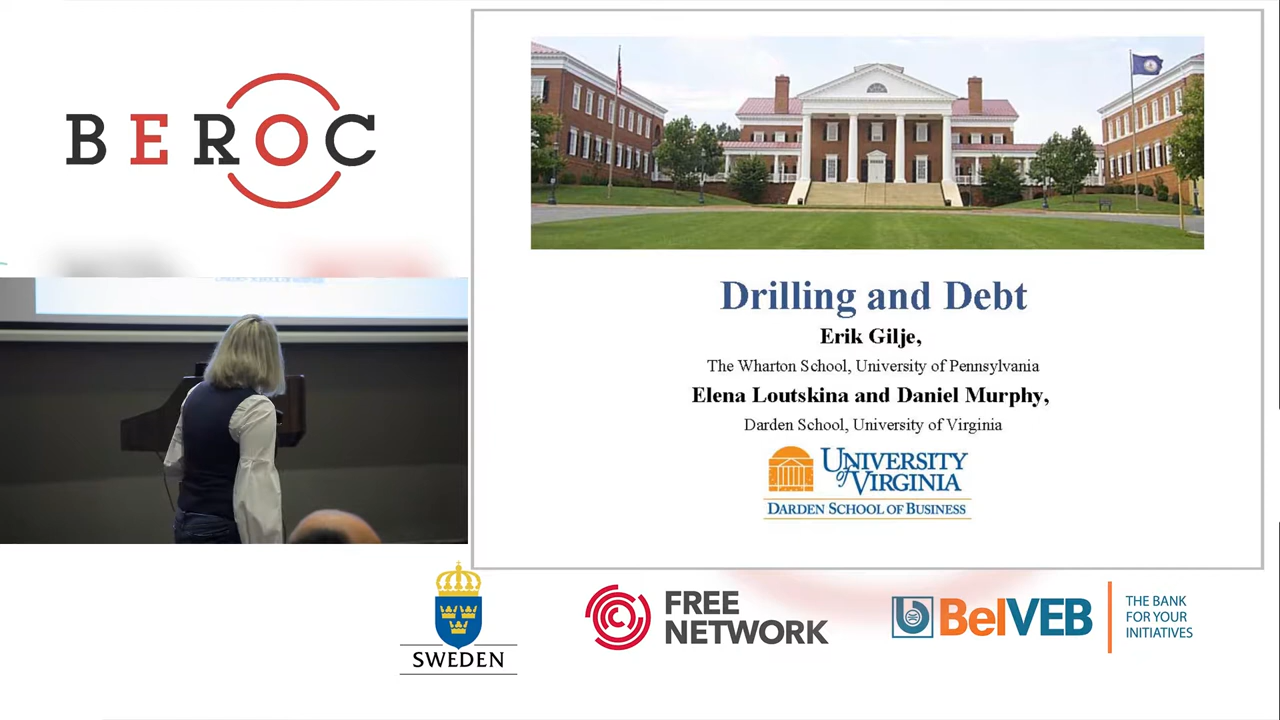 BEROC
Drilling and Debt
Erik Gilje,
The Wharton School, University of Pennsylvania
Elena Loutskina and Daniel Murphy,
Darden School, University of Virginia
UNIVERSITY
of VIRGINIA
DARDEN SCHOOL OF BUSINESS
SWEDEN
FREE
NETWORK
BelVEB
THE BANK
FOR YOUR
INITIATIVES